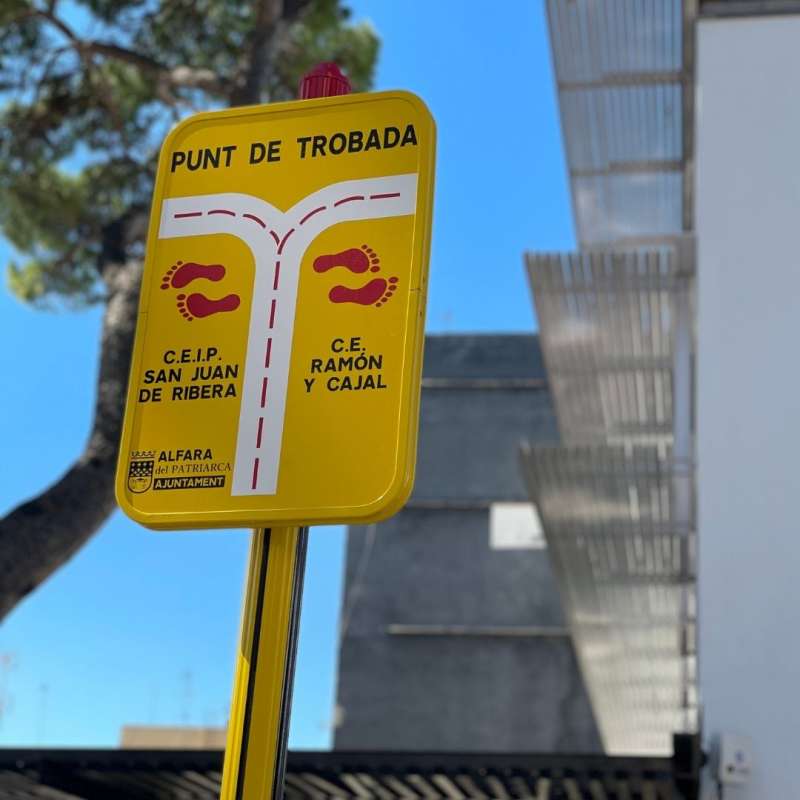 PUNT DE TROBADA
C.E.I.P.
SAN JUAN
DE RIBERA
C.E.
RAMÓN
Y CAJAL
ALFARA
del PATRIARCA
AJUNTAMENT